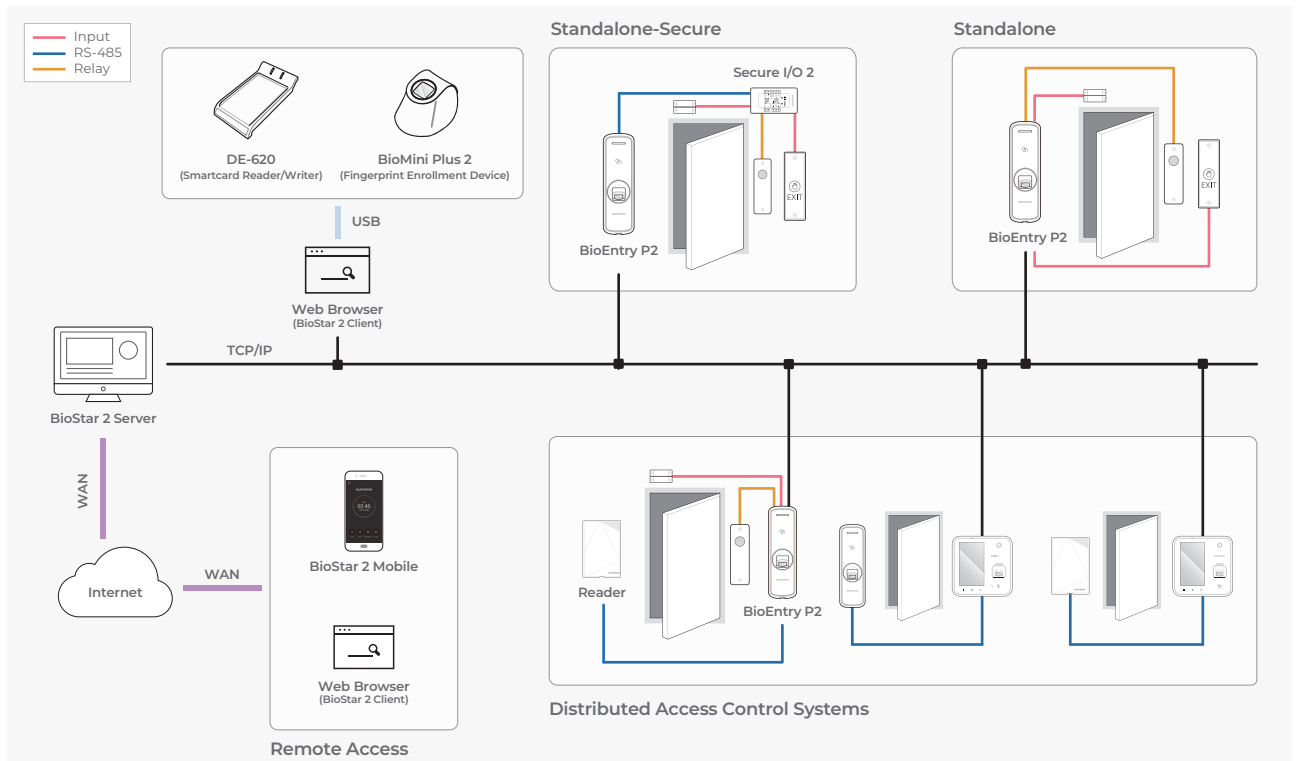 Input
RS-485
Relay
DE-620
(Smartcard Reader/Writer)
BioMini Plus 2
(Fingerprint Enrollment Device)
USB
Web Browser
(BioStar 2 Client)
Standalone-Secure
Secure I/O 2
EXIT
BioEntry P2
Standalone
EXIT
BioEntry P2
TCP/IP
BioStar 2 Server
WAN
Internet
WAN
02:45
BioStar 2 Mobile
Web Browser
(BioStar 2 Client)
Remote Access
Reader
BioEntry P2
Distributed Access Control Systems